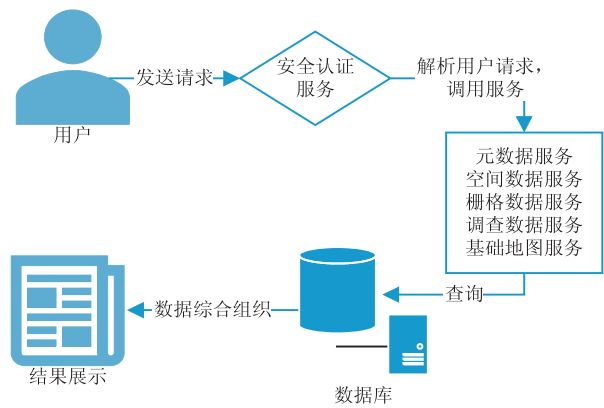 发送请求
安全认证
服务
解析用户请求，
调用服务
用户
元数据服务
空间数据服务
栅格数据服务
调查数据服务
基础地图服务
查询
数据综合组织
结果展示
数据库